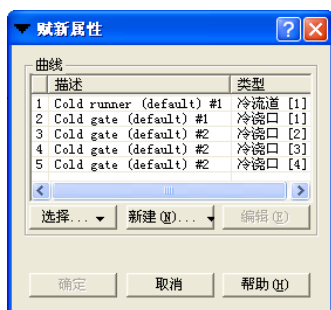 赋新属性
曲线
描述 类型
1 Cold runner (default) #1 冷流道 [1]
2 Cold gate (default) #1 冷浇口 [1]
3 Cold gate (default) #2 冷浇口 [2]
4 Cold gate (default) #2 冷浇口 [3]
5 Cold gate (default) #2 冷浇口 [4]
选择... 新建(N)... 编辑(E)
确定 取消 帮助(H)